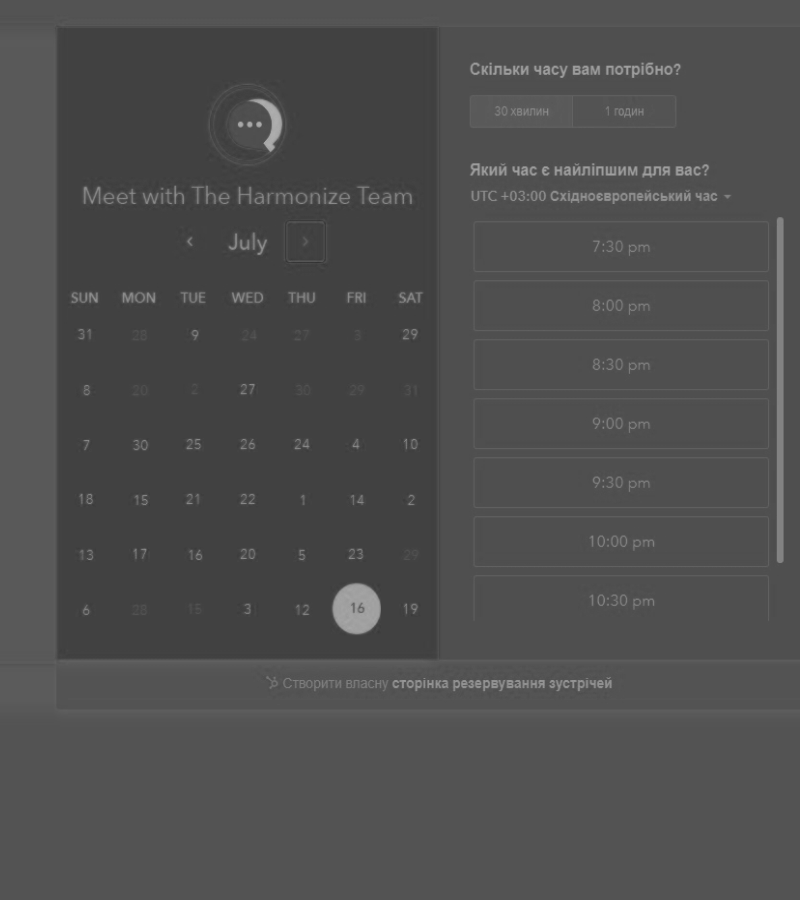 Meet with The Harmonize Team
July
SUN MON TUE WED THU FRI SAT
31 28 9 24 27 3 29
8 20 2 27 30 29 31
7 30 25 26 24 4 10
18 15 21 22 1 14 2
13 17 16 20 5 23 29
6 28 15 3 12 16 19
Скільки часу вам потрібно?
30 хвилин 1 годин
Який час є найліпшим для вас?
UTC +03:00 Східноєвропейський час
7:30 pm
8:00 pm
8:30 pm
9:00 pm
9:30 pm
10:00 pm
10:30 pm
Створити власну сторінка резервування зустрічей